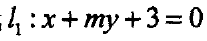 l₁ : x + my + 3 = 0